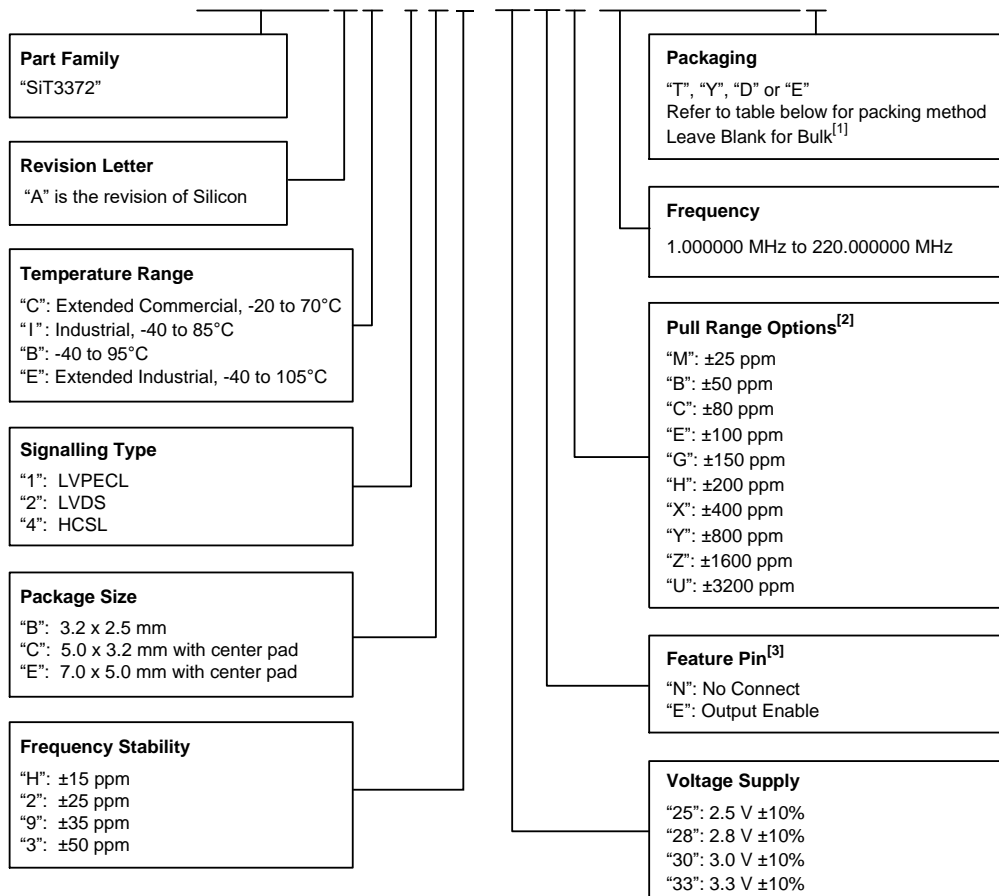 Part Family
“SiT3372”
Revision Letter
“A” is the revision of Silicon
Temperature Range
“C”: Extended Commercial, -20 to 70°C
“I”: Industrial, -40 to 85°C
“B”: -40 to 95°C
“E”: Extended Industrial, -40 to 105°C
Signalling Type
“1”: LVPECL
“2”: LVDS
“4”: HCSL
Package Size
“B”: 3.2 x 2.5 mm
“C”: 5.0 x 3.2 mm with center pad
“E”: 7.0 x 5.0 mm with center pad
Frequency Stability
“H”: ±15 ppm
“2”: ±25 ppm
“9”: ±35 ppm
“3”: ±50 ppm
Packaging
“T”, “Y”, “D” or “E”
Refer to table below for packing method
Leave Blank for Bulk[1]
Frequency
1.000000 MHz to 220.000000 MHz
Pull Range Options[2]
“M”: ±25 ppm
“B”: ±50 ppm
“C”: ±80 ppm
“E”: ±100 ppm
“G”: ±150 ppm
“H”: ±200 ppm
“X”: ±400 ppm
“Y”: ±800 ppm
“Z”: ±1600 ppm
“U”: ±3200 ppm
Feature Pin[3]
“N”: No Connect
“E”: Output Enable
Voltage Supply
“25”: 2.5 V ±10%
“28”: 2.8 V ±10%
“30”: 3.0 V ±10%
“33”: 3.3 V ±10%